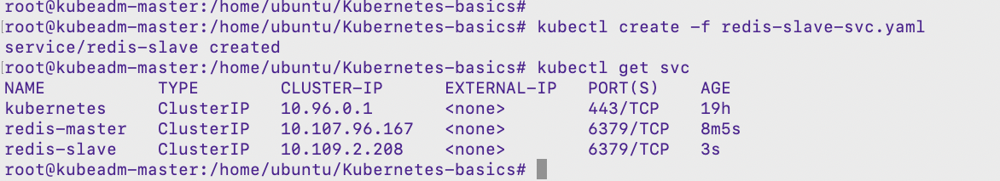 root@kubeadm-master:/home/ubuntu/Kubernetes-basics#
[root@kubeadm-master:/home/ubuntu/Kubernetes-basics# kubectl create -f redis-slave-svc.yaml
service/redis-slave created
[root@kubeadm-master:/home/ubuntu/Kubernetes-basics# kubectl get svc
NAME TYPE CLUSTER-IP EXTERNAL-IP PORT(S) AGE
kubernetes ClusterIP 10.96.0.1 <none> 443/TCP 19h
redis-master ClusterIP 10.107.96.167 <none> 6379/TCP 8m5s
redis-slave ClusterIP 10.109.2.208 <none> 6379/TCP 3s
root@kubeadm-master:/home/ubuntu/Kubernetes-basics#